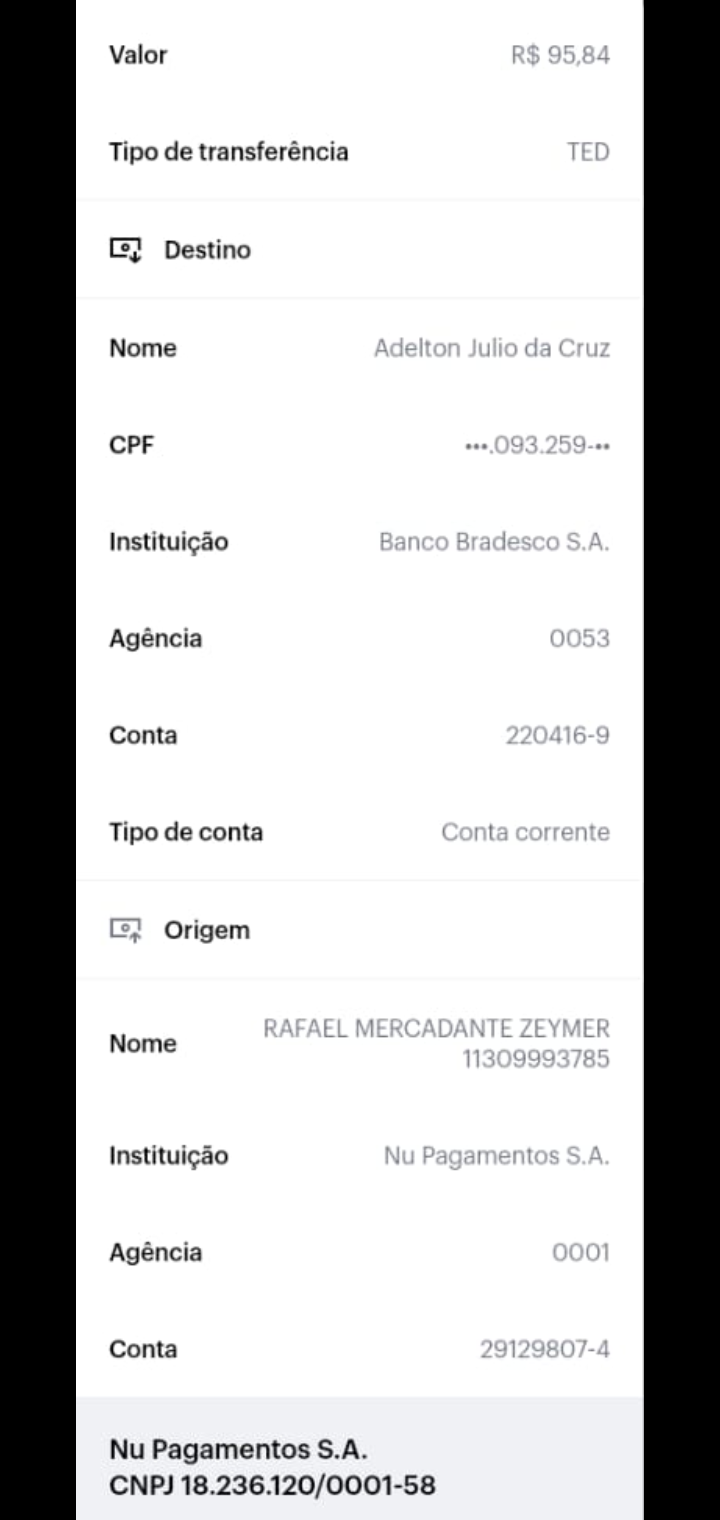 Valor R$ 95,84
Tipo de transferência TED
Destino
Nome Adelton Julio da Cruz
CPF •••.093.259-••
Instituição Banco Bradesco S.A.
Agência 0053
Conta 220416-9
Tipo de conta Conta corrente
Origem
Nome RAFAEL MERCADANTE ZEYMER
11309993785
Instituição Nu Pagamentos S.A.
Agência 0001
Conta 29129807-4
Nu Pagamentos S.A.
CNPJ 18.236.120/0001-58